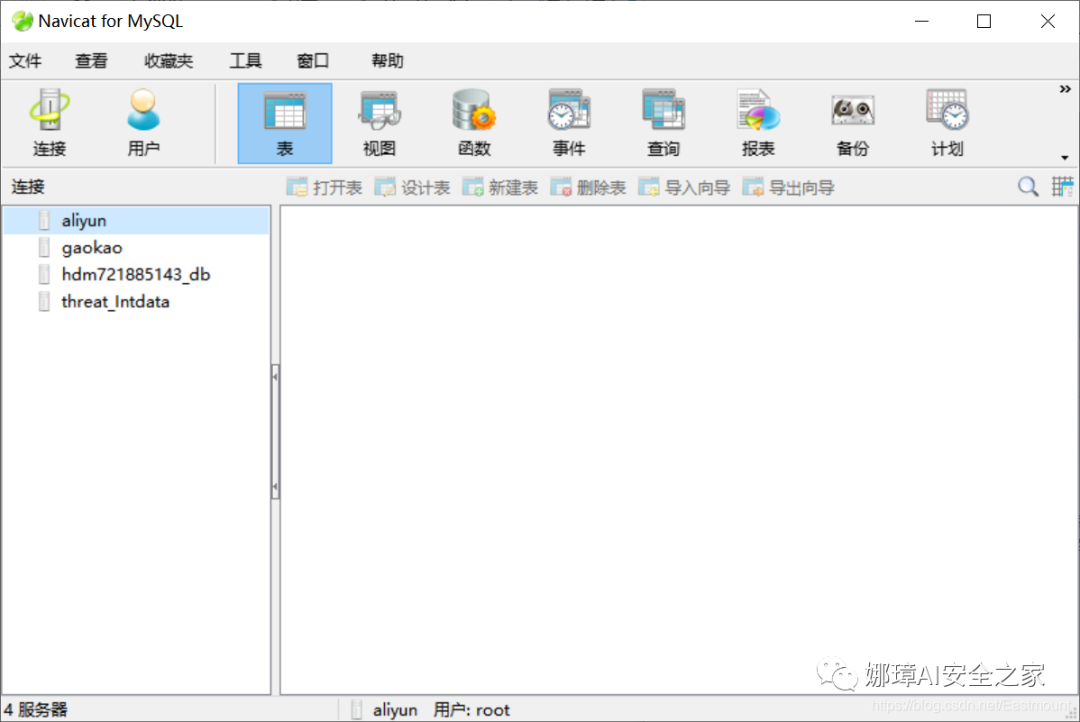 Navicat for MySQL
文件 查看 收藏夹 工具 窗口 帮助
连接 用户 表 视图 函数 事件 查询 报表 备份 计划
连接 打开表 设计表 新建表 删除表 导入向导 导出向导
aliyun
gaokao
hdm721885143_db
threat_Intdata
娜璋AI安全之家
https://blog.csdn.net/Eastmount
4 服务器 aliyun 用户: root